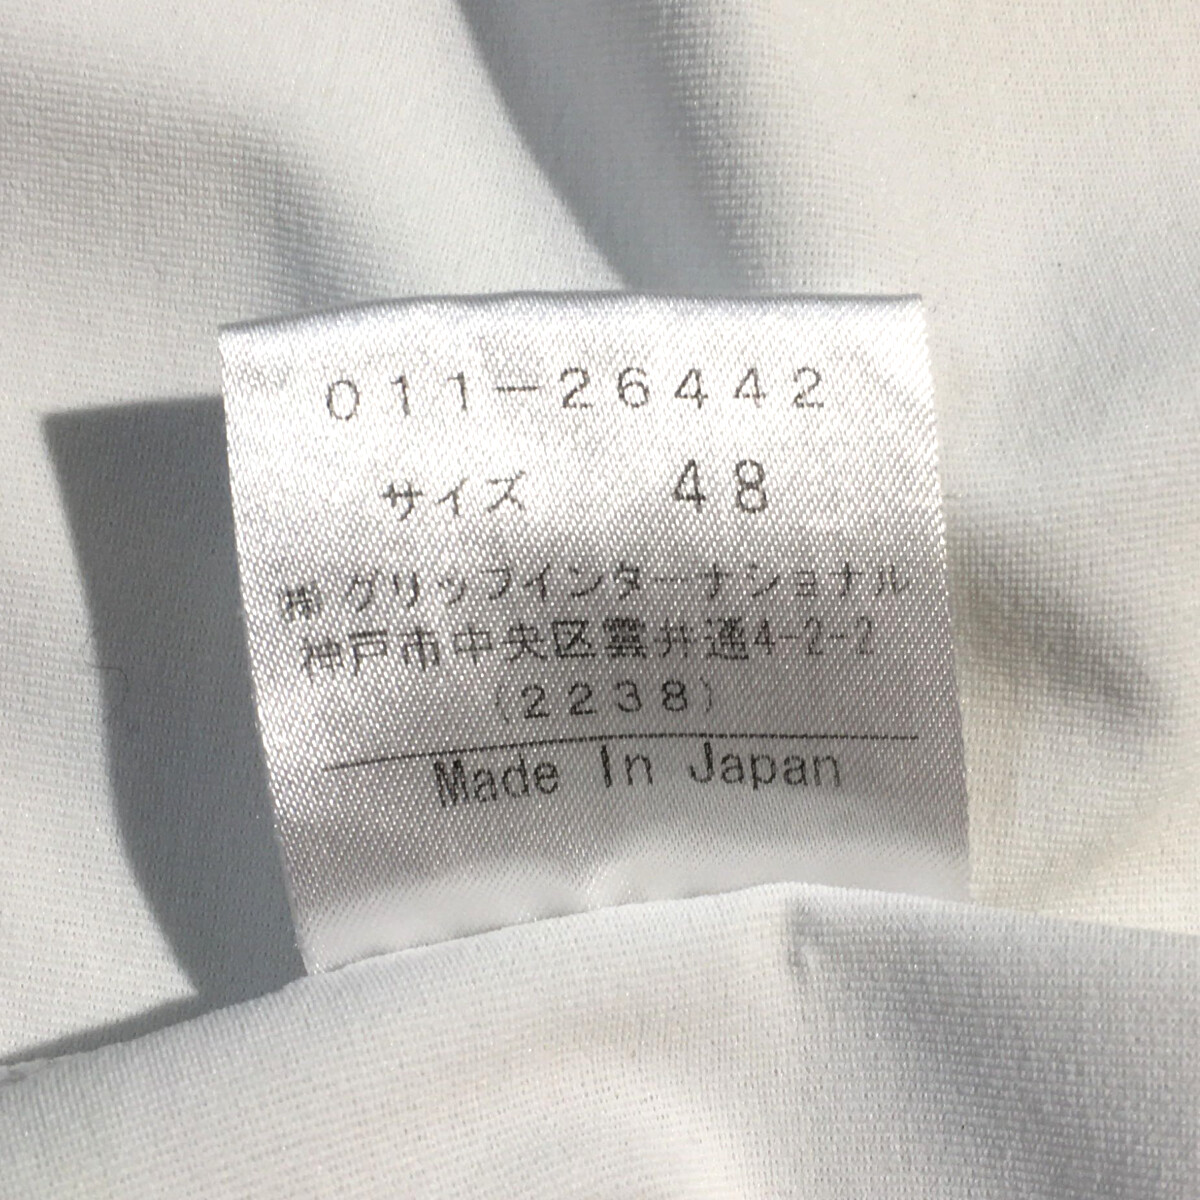 011-26442
サイズ 48
㈱グリップインターナショナル
神戸市中央区雲井通4-2-2
(2238)
Made In Japan